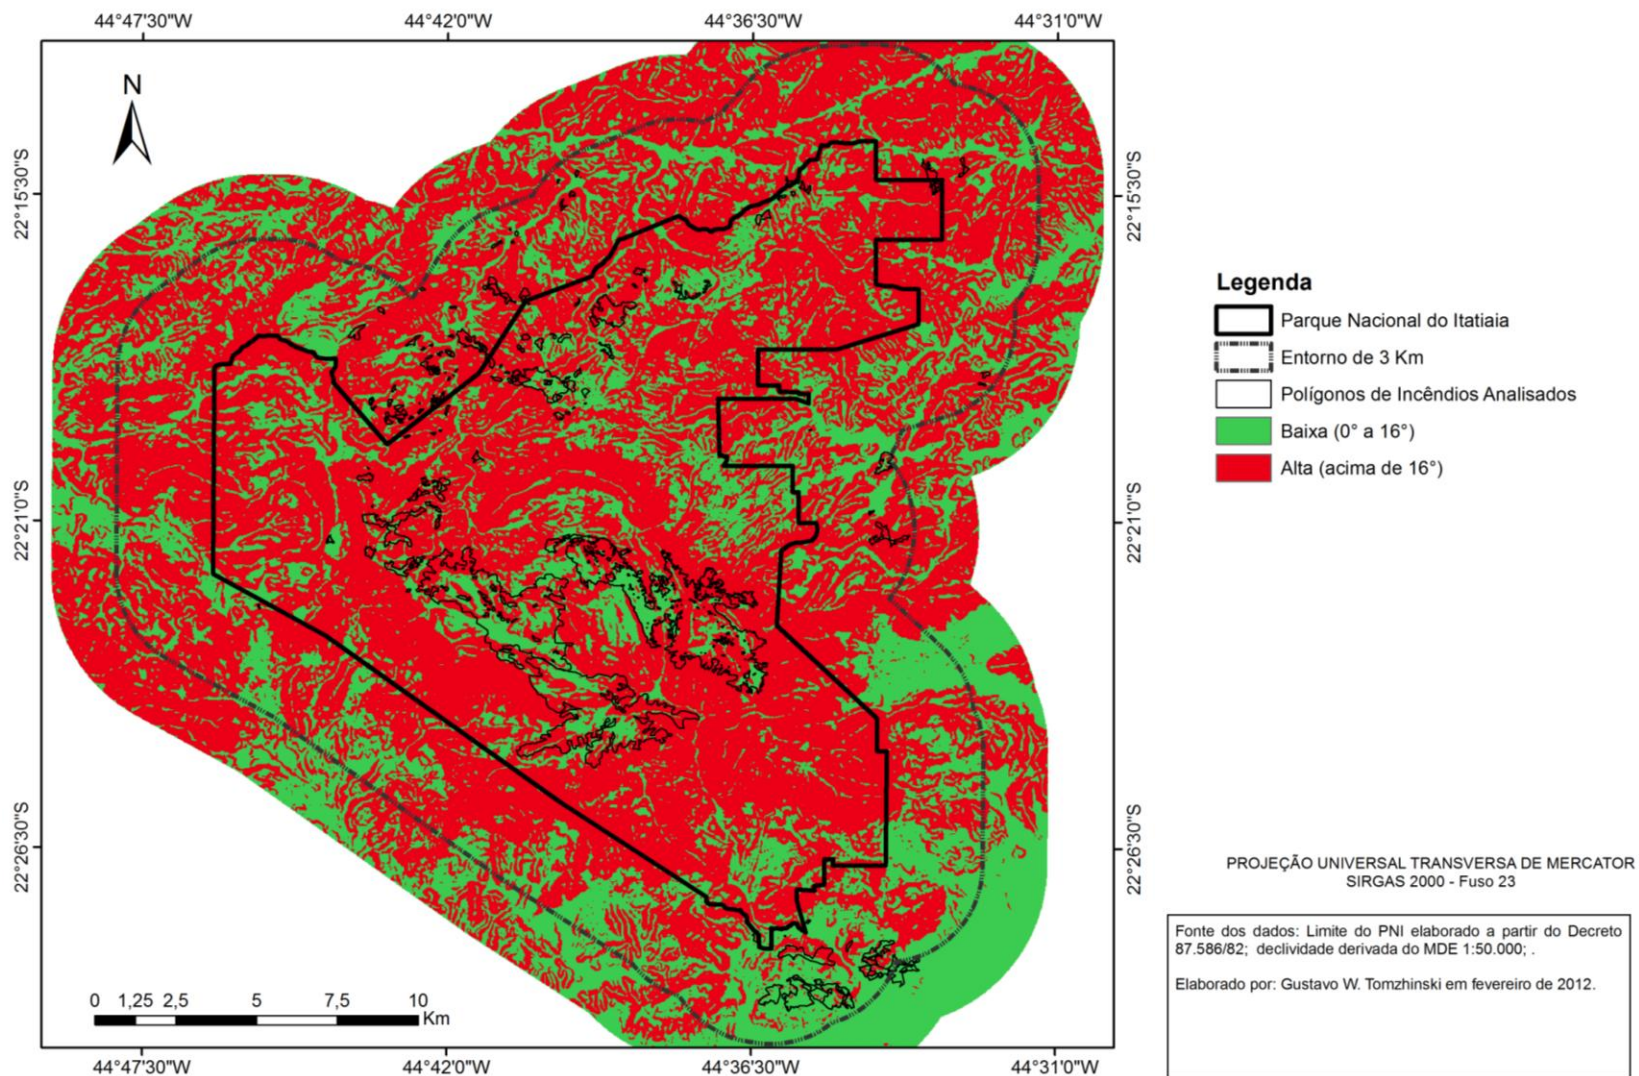 44°47'30"W 44°42'0"W 44°36'30"W 44°31'0"W
N
22°15'30"S
22°15'30"S
22°21'0"S
22°21'0"S
22°26'30"S
22°26'30"S
Legenda
Parque Nacional do Itatiaia
Entorno de 3 Km
Polígonos de Incêndios Analisados
Baixa (0° a 16°)
Alta (acima de 16°)
PROJEÇÃO UNIVERSAL TRANSVERSA DE MERCATOR
SIRGAS 2000 - Fuso 23
Fonte dos dados: Limite do PNI elaborado a partir do Decreto
87.586/82; declividade derivada do MDE 1:50.000; .
Elaborado por: Gustavo W. Tomzhinski em fevereiro de 2012.
0 1,25 2,5 5 7,5 10
Km
44°47'30"W 44°42'0"W 44°36'30"W 44°31'0"W